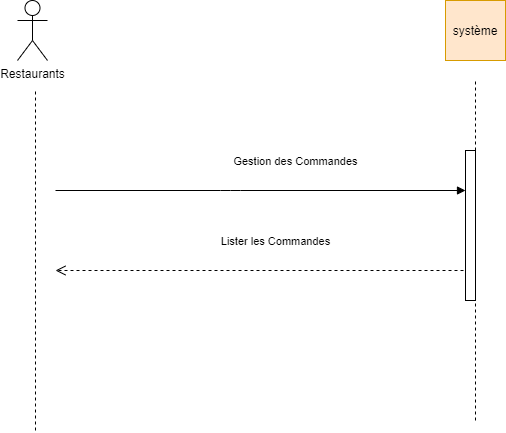 système
Restaurants
Gestion des Commandes
Lister les Commandes